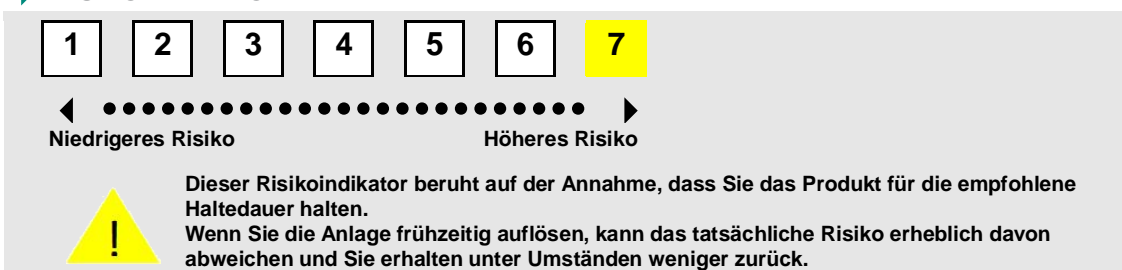 1 2 3 4 5 6 7
Niedrigeres Risiko Höheres Risiko
Dieser Risikoindikator beruht auf der Annahme, dass Sie das Produkt für die empfohlene
Haltedauer halten.
! Wenn Sie die Anlage frühzeitig auflösen, kann das tatsächliche Risiko erheblich davon
abweichen und Sie erhalten unter Umständen weniger zurück.